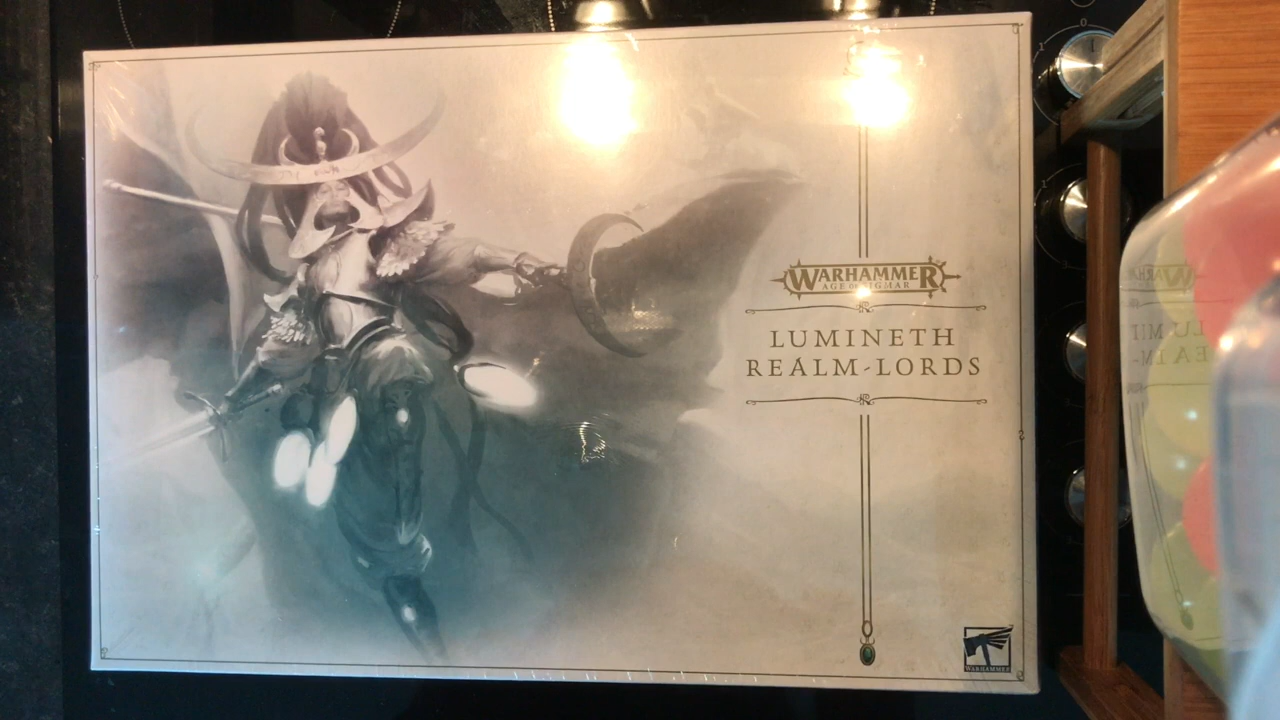 WARHAMMER
AGE OF SIGMAR
LUMINETH
REALM-LORDS
WARHAMMER